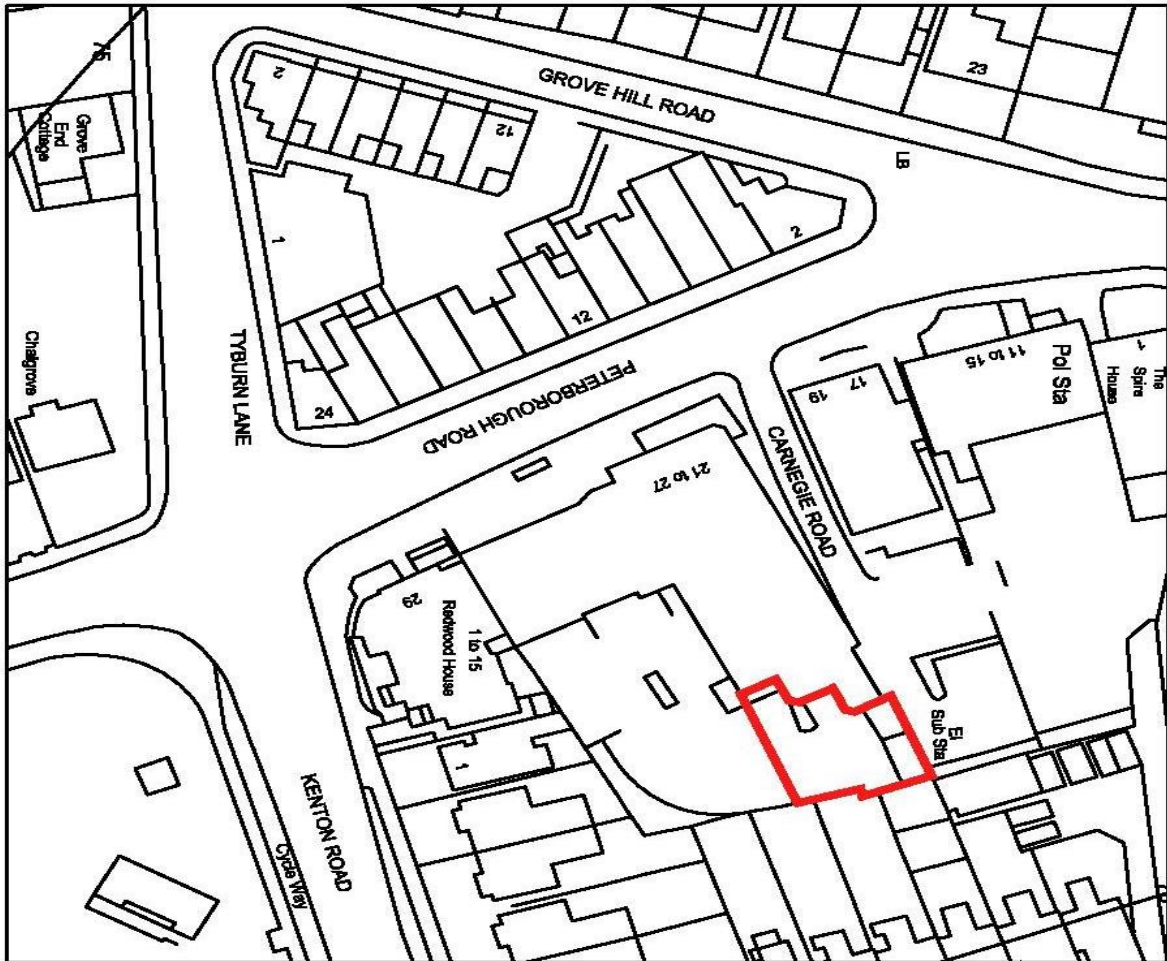 75
Grove
End
Cottage
2
12
GROVE HILL ROAD
23
LB
1
2
12
24
TYBURN LANE
Chalgrove
PETERBOROUGH ROAD
Pol Sta
11 to 15
1
The
Spire
House
17
19
CARNEGIE ROAD
21 to 27
29
1 to 15
Redwood House
1
El
Sub Sta
KENTON ROAD
Cycle Way